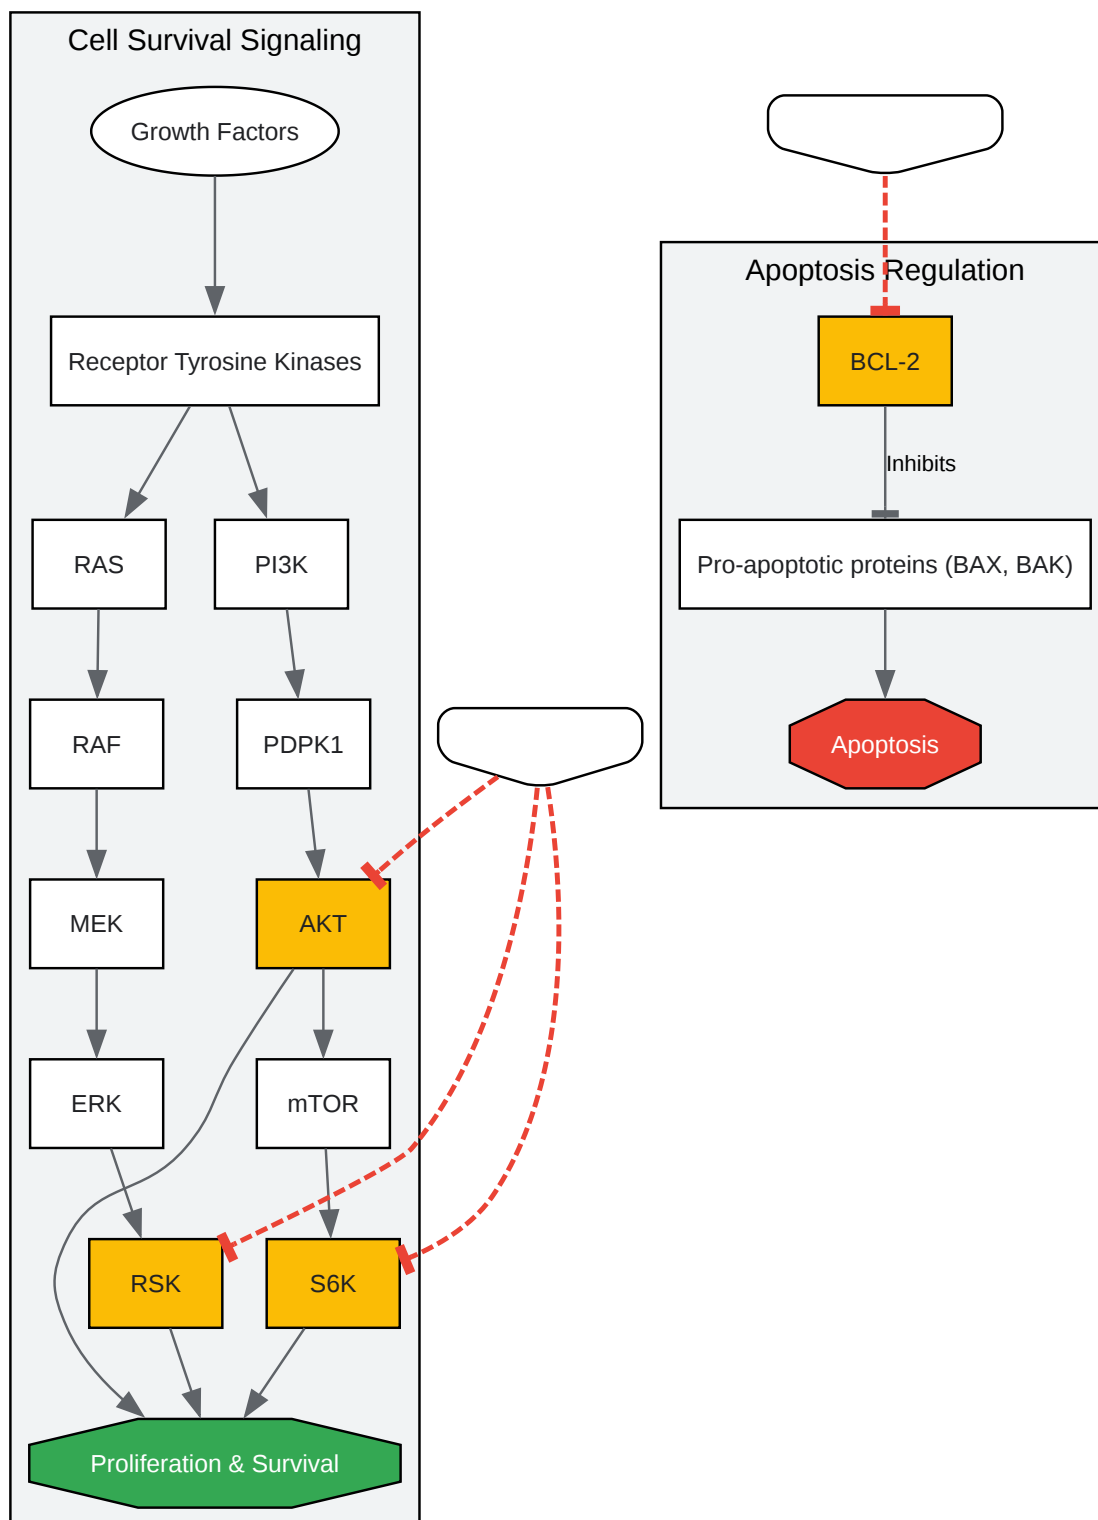 Cell Survival Signaling
Growth Factors
Receptor Tyrosine Kinases
RAS
PI3K
RAF
PDPK1
MEK
AKT
ERK
mTOR
RSK
S6K
Proliferation & Survival
Apoptosis Regulation
BCL-2
Inhibits
Pro-apoptotic proteins (BAX, BAK)
Apoptosis